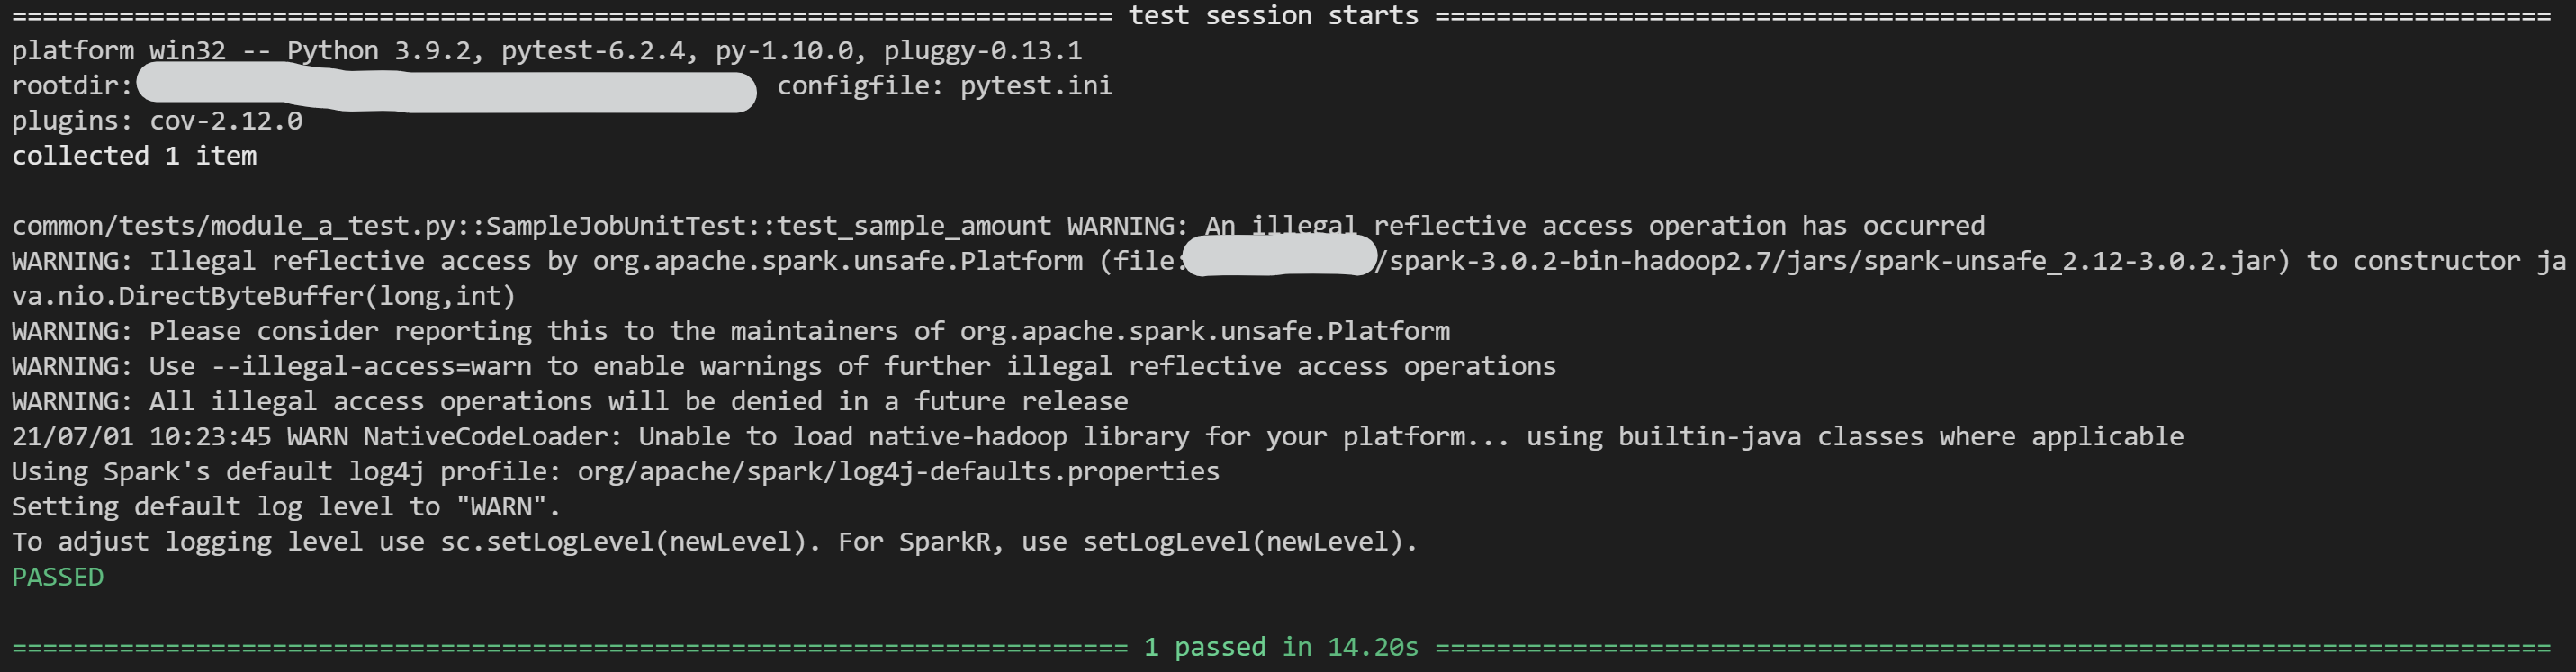 ======================================================================== test session starts =========================================================================
platform win32 -- Python 3.9.2, pytest-6.2.4, py-1.10.0, pluggy-0.13.1
rootdir: configfile: pytest.ini
plugins: cov-2.12.0
collected 1 item
common/tests/module_a_test.py::SampleJobUnitTest::test_sample_amount WARNING: An illegal reflective access operation has occurred
WARNING: Illegal reflective access by org.apache.spark.unsafe.Platform (file: /spark-3.0.2-bin-hadoop2.7/jars/spark-unsafe_2.12-3.0.2.jar) to constructor ja
va.nio.DirectByteBuffer(long,int)
WARNING: Please consider reporting this to the maintainers of org.apache.spark.unsafe.Platform
WARNING: Use --illegal-access=warn to enable warnings of further illegal reflective access operations
WARNING: All illegal access operations will be denied in a future release
21/07/01 10:23:45 WARN NativeCodeLoader: Unable to load native-hadoop library for your platform... using builtin-java classes where applicable
Using Spark's default log4j profile: org/apache/spark/log4j-defaults.properties
Setting default log level to "WARN".
To adjust logging level use sc.setLogLevel(newLevel). For SparkR, use setLogLevel(newLevel).
PASSED
========================================================================= 1 passed in 14.20s =========================================================================